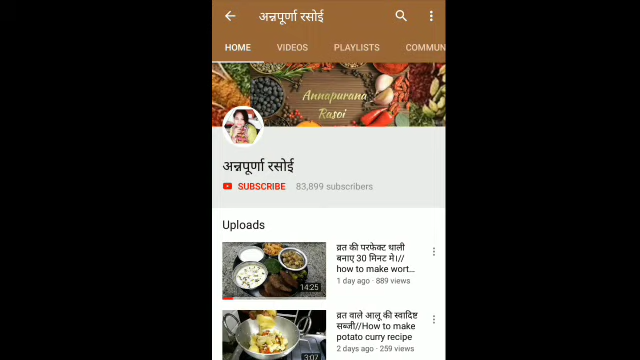 अन्नपूर्णा रसोई
HOME VIDEOS PLAYLISTS COMMUN
Annapurana
Rasoi
अन्नपूर्णा रसोई
SUBSCRIBE 83,899 subscribers
Uploads
व्रत की परफेक्ट थाली
बनाए 30 मिनट मे।//
how to make wort...
1 day ago · 889 views
14:25
व्रत वाले आलू की स्वादिष्ट
सब्जी//How to make
potato curry recipe
2 days ago · 259 views
3:07